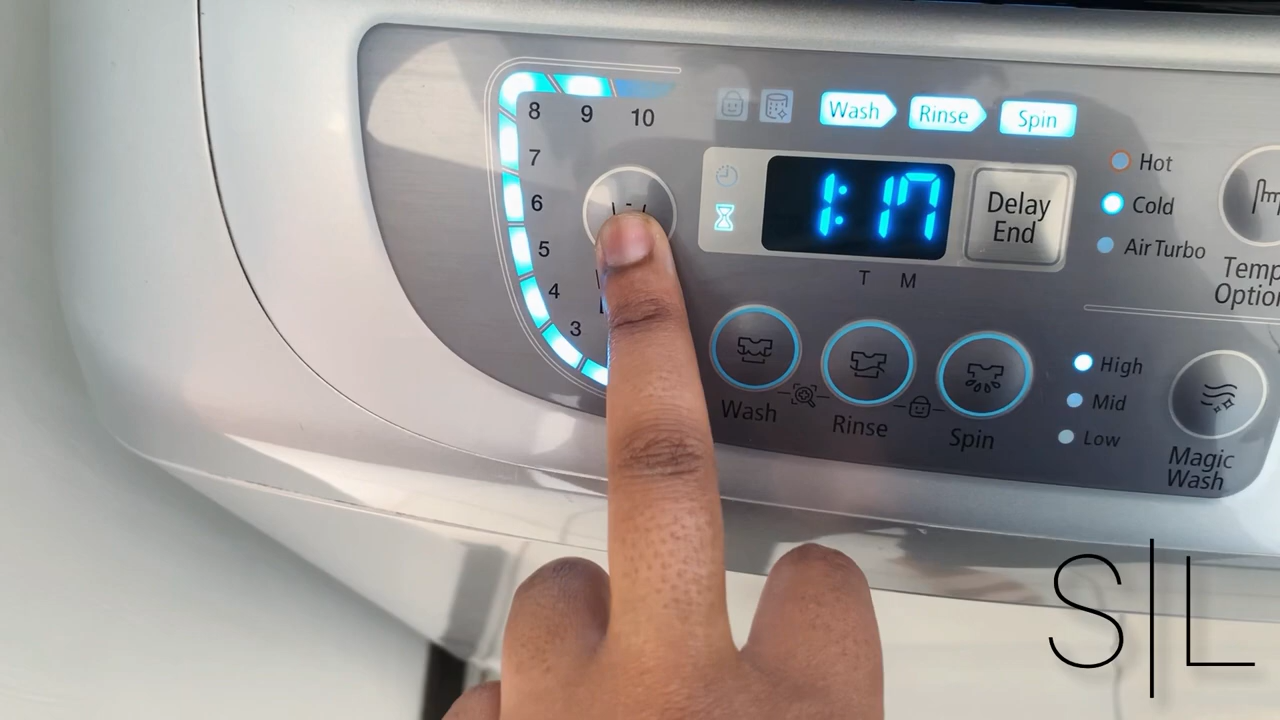 8 9 10
7
6
5
4
3
Wash Rinse Spin
1:17
Delay
End
T M
Hot
Cold
Air Turbo
Temp
Option
Wash
Rinse
Spin
High
Mid
Low
Magic
Wash
S|L